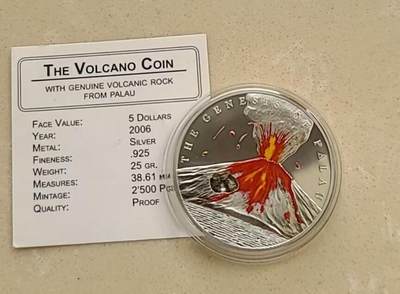 THE VOLCANO COIN
WITH GENUINE VOLCANIC ROCK
FROM PALAU
FACE VALUE: 5 DOLLARS
YEAR: 2006
METAL: SILVER
FINENESS: .925
WEIGHT: 25 GR.
MEASURES: 38.61 MM
MINTAGE: 2'500 PCS
QUALITY: PROOF
THE GENESIS OF PALAU